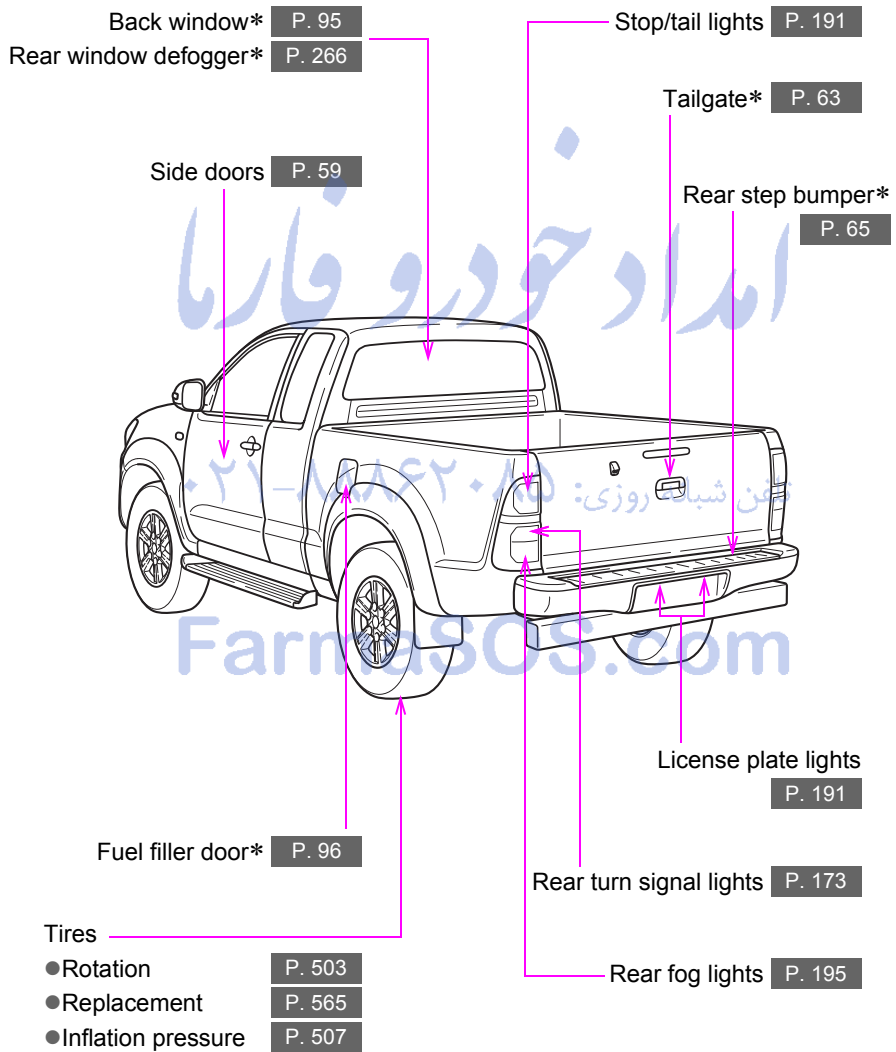 Back window* P. 95
Rear window defogger* P. 266
Stop/tail lights P. 191
Tailgate* P. 63
Side doors P. 59
Rear step bumper*
P. 65
امداد خودرو فارما
تلفن شبانه روزی: ۰۲۱-۸۸۸۶۲۰۸۵
FarmaSOS.com
License plate lights
P. 191
Fuel filler door* P. 96
Rear turn signal lights P. 173
Tires
●Rotation P. 503
Rear fog lights P. 195
●Replacement P. 565
●Inflation pressure P. 507